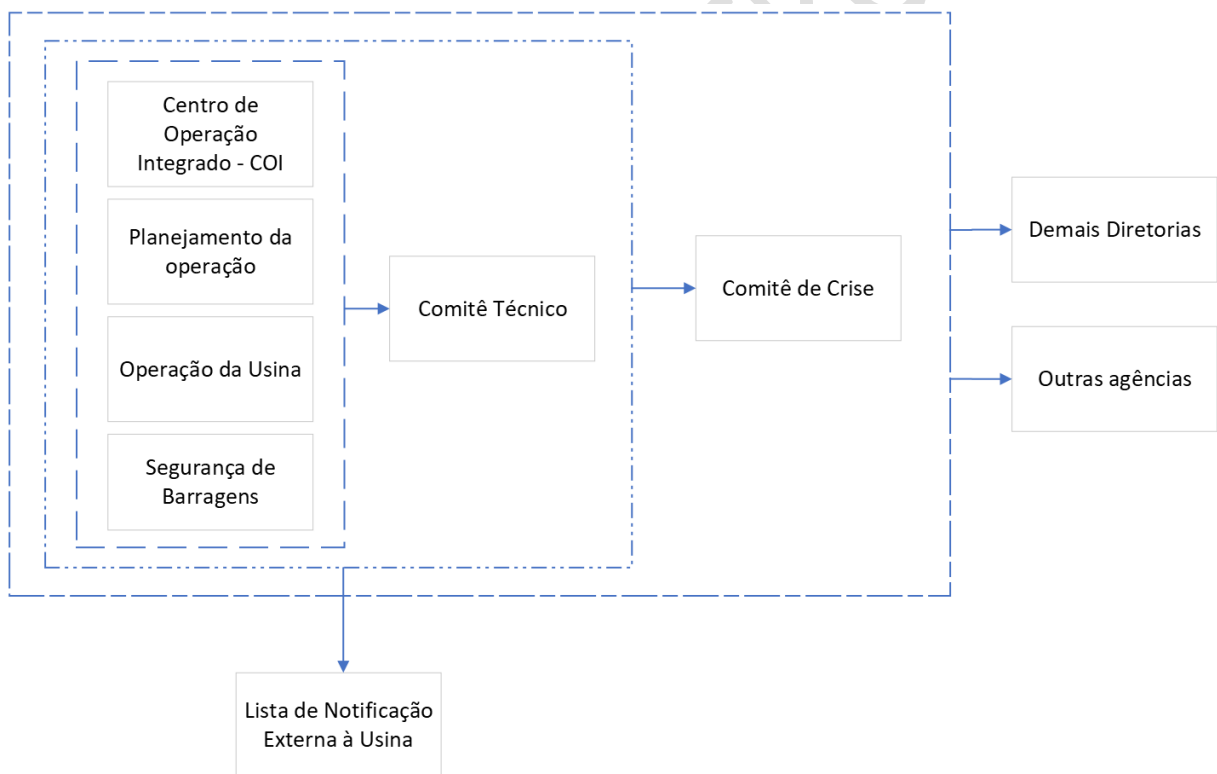 Centro de
Operação
Integrado - COI
Planejamento da
operação
Operação da Usina
Segurança de
Barragens
Comitê Técnico
Comitê de Crise
Demais Diretorias
Outras agências
Lista de Notificação
Externa à Usina